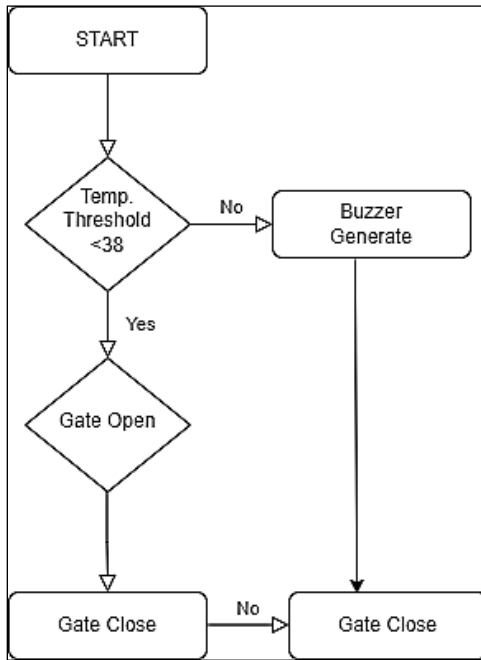 START
Temp.
Threshold
<38
No
Buzzer
Generate
Yes
Gate Open
Gate Close
No
Gate Close